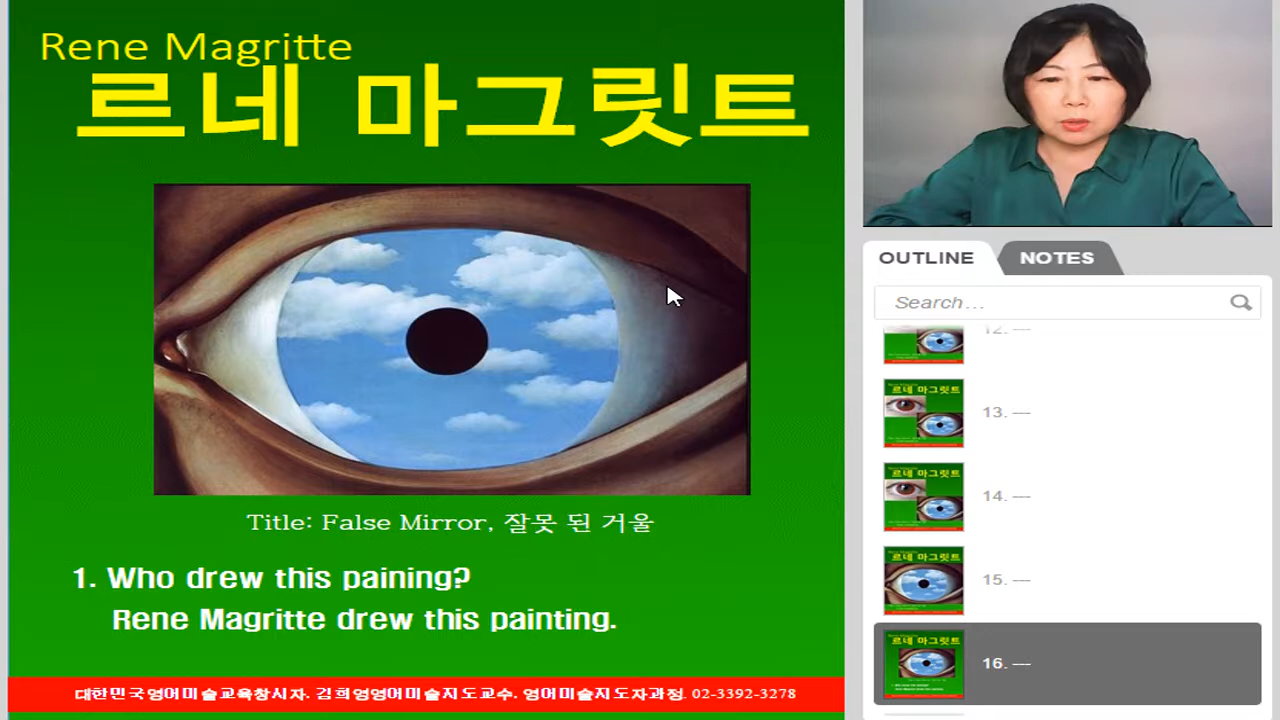 Rene Magritte
르네 마그릿트
Title: False Mirror, 잘못 된 거울
1. Who drew this paining?
Rene Magritte drew this painting.
대한민국영어미술교육창시자. 김희영영어미술지도교수. 영어미술지도자과정. 02-3392-3278
OUTLINE
NOTES
Search...
12. ---
13. ---
르네 마그릿트
14. ---
르네 마그릿트
15. ---
르네 마그릿트
16. ---
르네 마그릿트